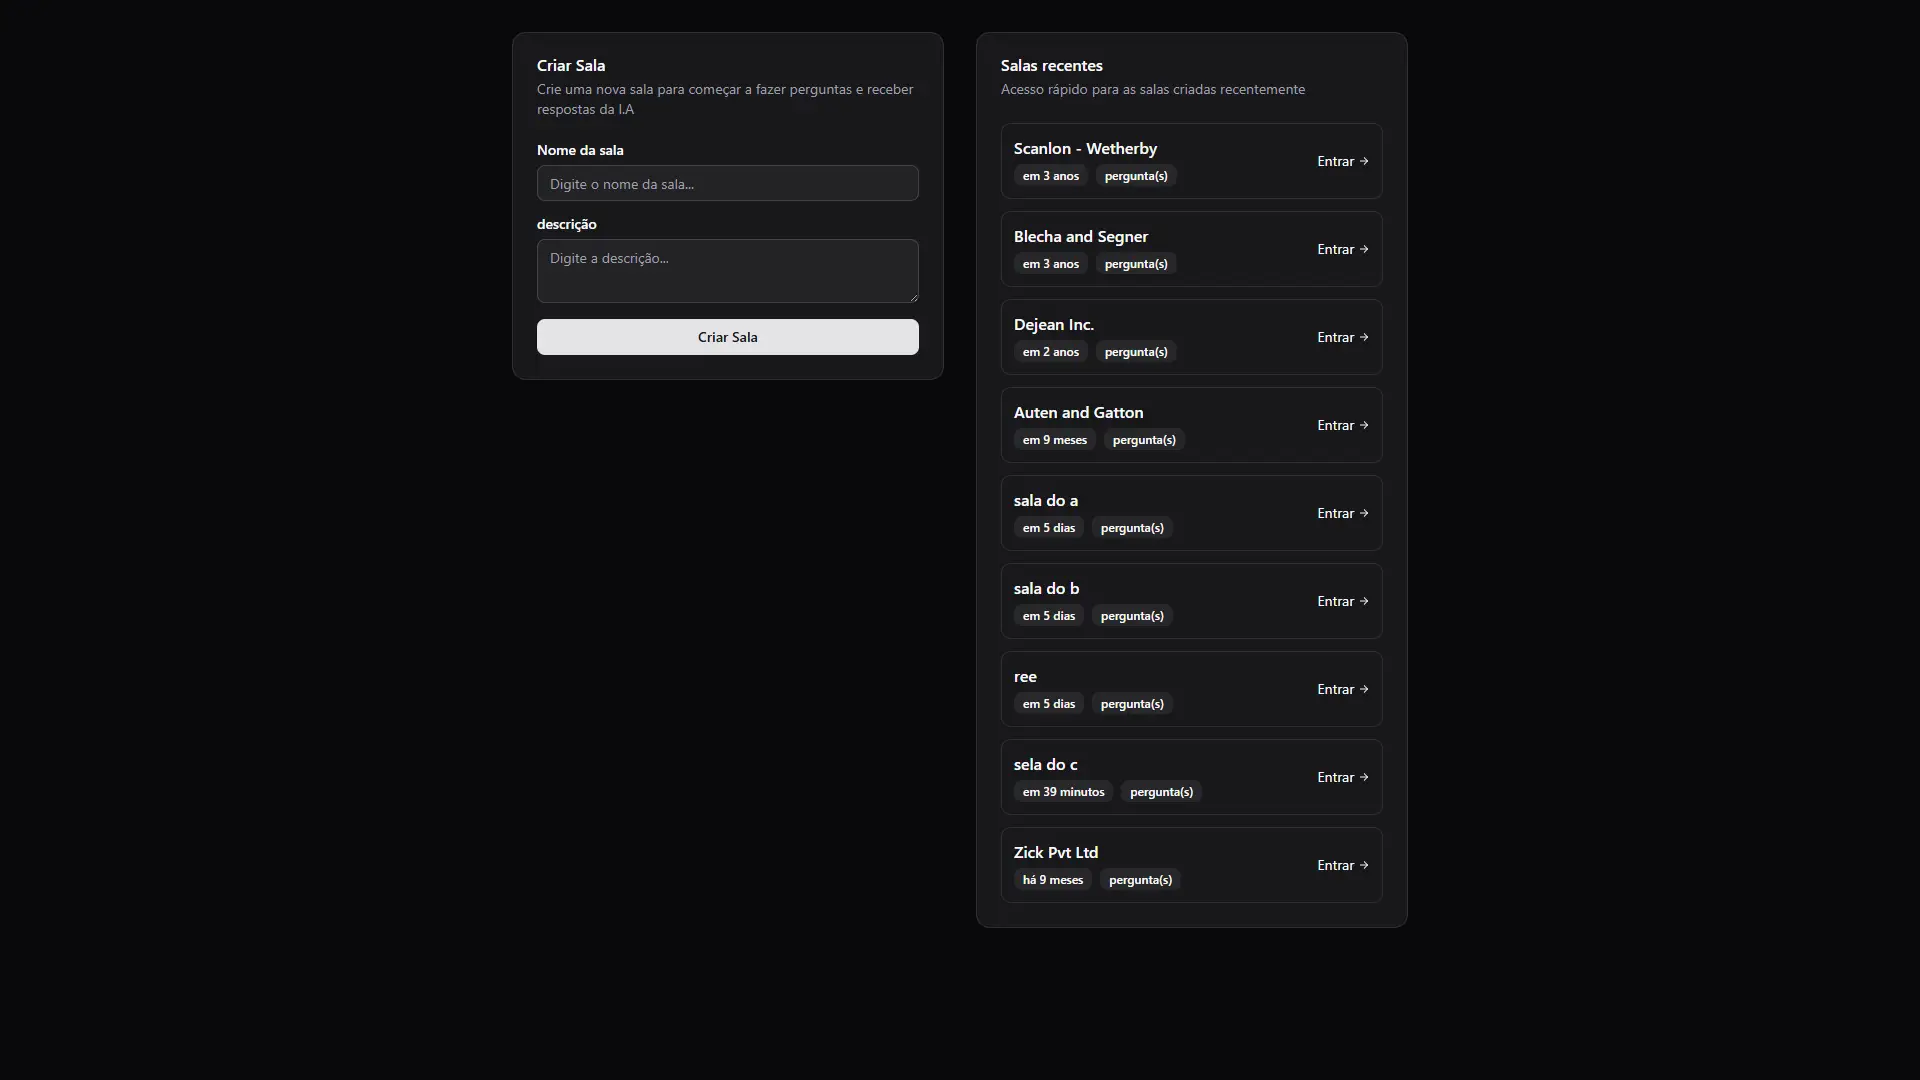 Criar Sala
Crie uma nova sala para começar a fazer perguntas e receber
respostas da I.A
Nome da sala
Digite o nome da sala...
descrição
Digite a descrição...
Criar Sala
Salas recentes
Acesso rápido para as salas criadas recentemente
Scanlon - Wetherby
em 3 anos pergunta(s)
Entrar →
Blecha and Segner
em 3 anos pergunta(s)
Entrar →
Dejean Inc.
em 2 anos pergunta(s)
Entrar →
Auten and Gatton
em 9 meses pergunta(s)
Entrar →
sala do a
em 5 dias pergunta(s)
Entrar →
sala do b
em 5 dias pergunta(s)
Entrar →
ree
em 5 dias pergunta(s)
Entrar →
sela do c
em 39 minutos pergunta(s)
Entrar →
Zick Pvt Ltd
há 9 meses pergunta(s)
Entrar →